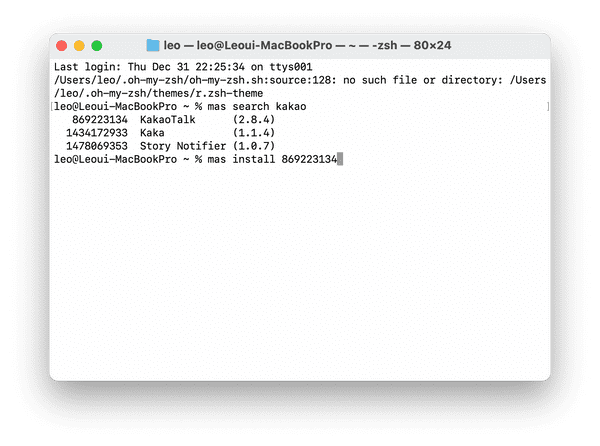 leo — leo@Leoui-MacBookPro — ~ — -zsh — 80×24
Last login: Thu Dec 31 22:25:34 on ttys001
/Users/leo/.oh-my-zsh/oh-my-zsh.sh:source:128: no such file or directory: /Users
/leo/.oh-my-zsh/themes/r.zsh-theme
[leo@Leoui-MacBookPro ~ % mas search kakao ]
869223134 KakaoTalk (2.8.4)
1434172933 Kaka (1.1.4)
1478069353 Story Notifier (1.0.7)
leo@Leoui-MacBookPro ~ % mas install 869223134